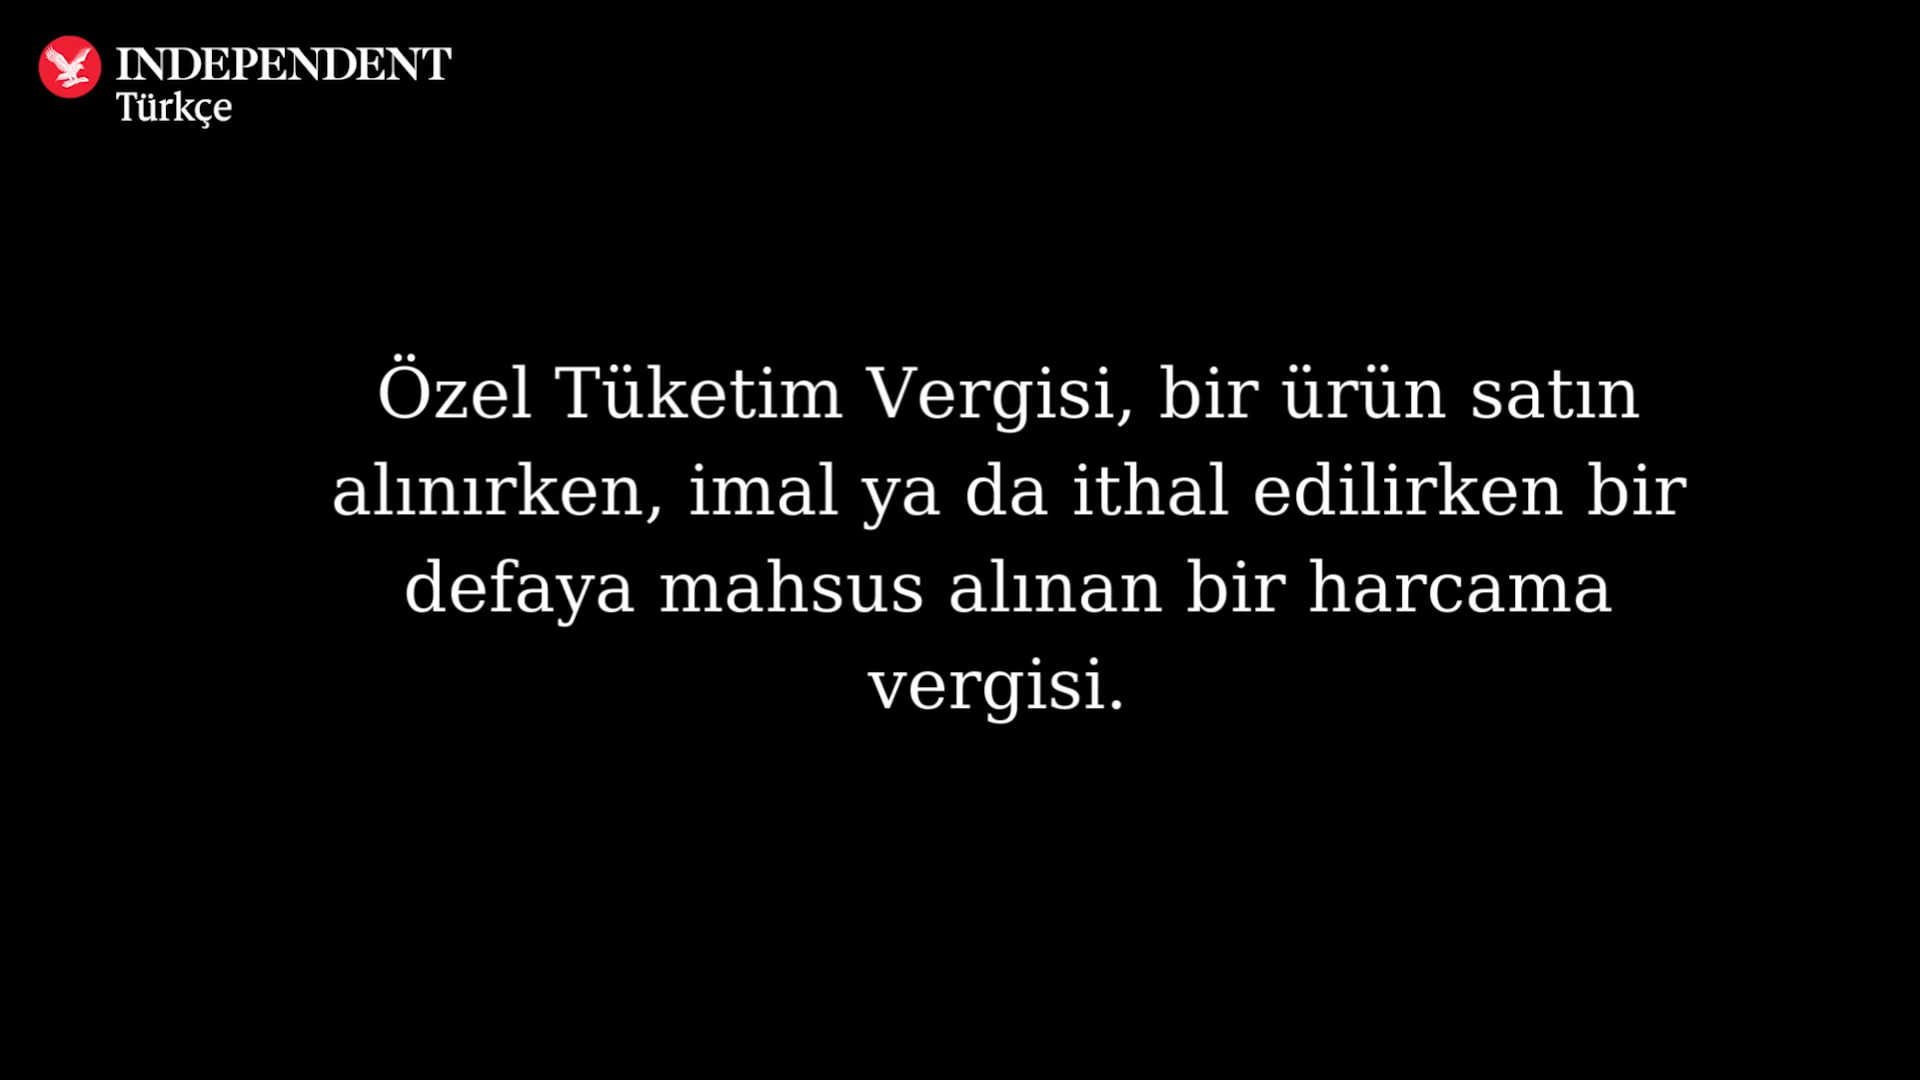 INDEPENDENT
Türkçe
Özel Tüketim Vergisi, bir ürün satın
alınırken, imal ya da ithal edilirken bir
defaya mahsus alınan bir harcama
vergisi.